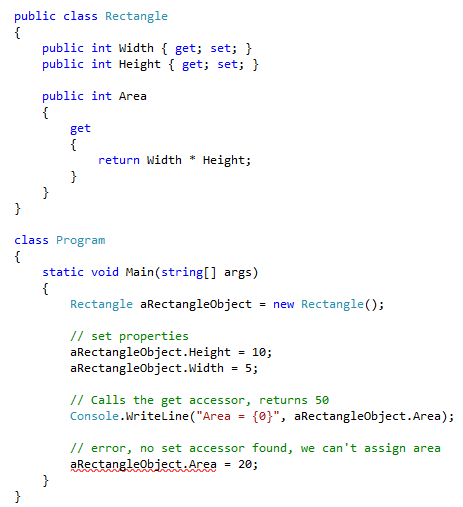 public class Rectangle
{
    public int Width { get; set; }
    public int Height { get; set; }

    public int Area
    {
        get
        {
            return Width * Height;
        }
    }
}

class Program
{
    static void Main(string[] args)
    {
        Rectangle aRectangleObject = new Rectangle();

        // set properties
        aRectangleObject.Height = 10;
        aRectangleObject.Width = 5;

        // Calls the get accessor, returns 50
        Console.WriteLine("Area = {0}", aRectangleObject.Area);

        // error, no set accessor found, we can't assign area
        aRectangleObject.Area = 20;
    }
}